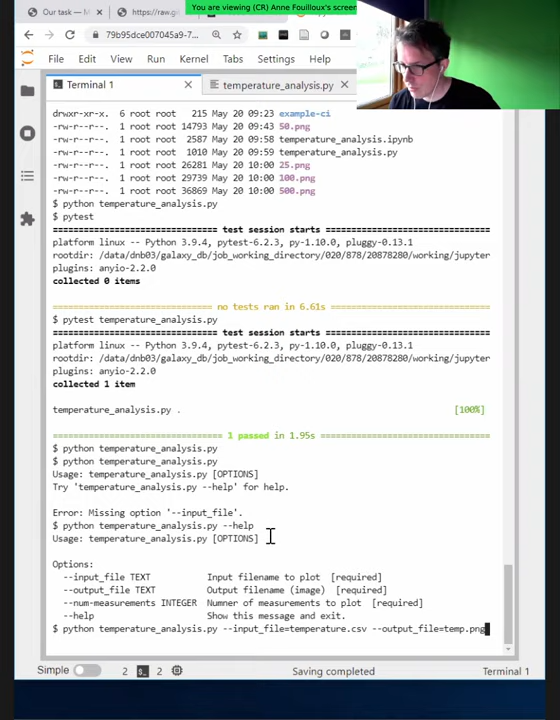 You are viewing (CR) Anne Fouilloux's screen
Our task — M
https://raw.g
79b95dce007045a9-7
File Edit View Run Kernel Tabs Settings Help
Terminal 1
temperature_analysis.py
drwxr-xr-x. 6 root root 215 May 20 09:23 example-ci
-rw-r--r--. 1 root root 14793 May 20 09:43 50.png
-rw-r--r--. 1 root root 2587 May 20 09:58 temperature_analysis.ipynb
-rw-r--r--. 1 root root 1010 May 20 09:59 temperature_analysis.py
-rw-r--r--. 1 root root 26281 May 20 10:00 25.png
-rw-r--r--. 1 root root 29739 May 20 10:00 100.png
-rw-r--r--. 1 root root 36869 May 20 10:00 500.png
$ python temperature_analysis.py
$ pytest
============================== test session starts ==============================
platform linux -- Python 3.9.4, pytest-6.2.3, py-1.10.0, pluggy-0.13.1
rootdir: /data/dnb03/galaxy_db/job_working_directory/020/878/20878280/working/jupyter
plugins: anyio-2.2.0
collected 0 items
============================= no tests ran in 6.61s =============================
$ pytest temperature_analysis.py
============================== test session starts ==============================
platform linux -- Python 3.9.4, pytest-6.2.3, py-1.10.0, pluggy-0.13.1
rootdir: /data/dnb03/galaxy_db/job_working_directory/020/878/20878280/working/jupyter
plugins: anyio-2.2.0
collected 1 item
temperature_analysis.py . [100%]
=============================== 1 passed in 1.95s ===============================
$ python temperature_analysis.py
$ python temperature_analysis.py
Usage: temperature_analysis.py [OPTIONS]
Try 'temperature_analysis.py --help' for help.
Error: Missing option '--input_file'.
$ python temperature_analysis.py --help
Usage: temperature_analysis.py [OPTIONS]
Options:
--input_file TEXT Input filename to plot [required]
--output_file TEXT Output filename (image) [required]
--num-measurements INTEGER Numner of measurements to plot [required]
--help Show this message and exit.
$ python temperature_analysis.py --input_file=temperature.csv --output_file=temp.png
Simple 2 $_ 2 Saving completed Terminal 1